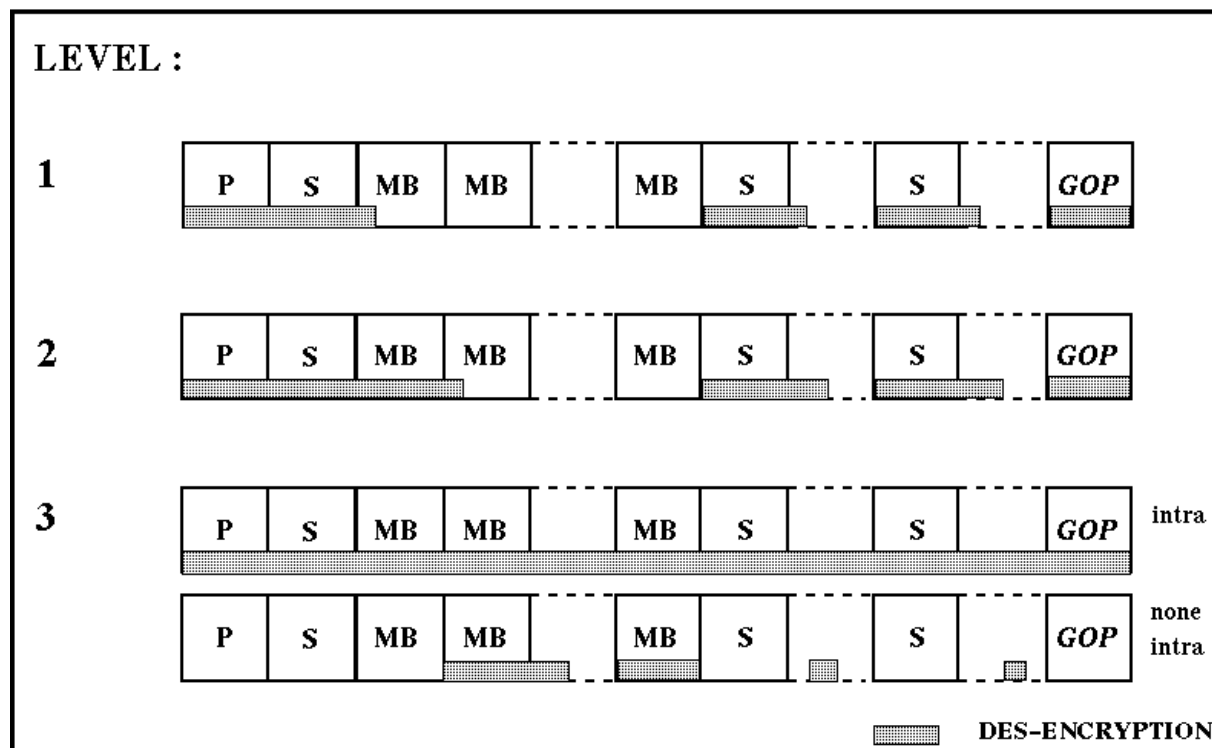 LEVEL :
1
P S MB MB MB S S GOP
2
P S MB MB MB S S GOP
3
P S MB MB MB S S GOP intra
P S MB MB MB S S GOP none
intra
DES-ENCRYPTION